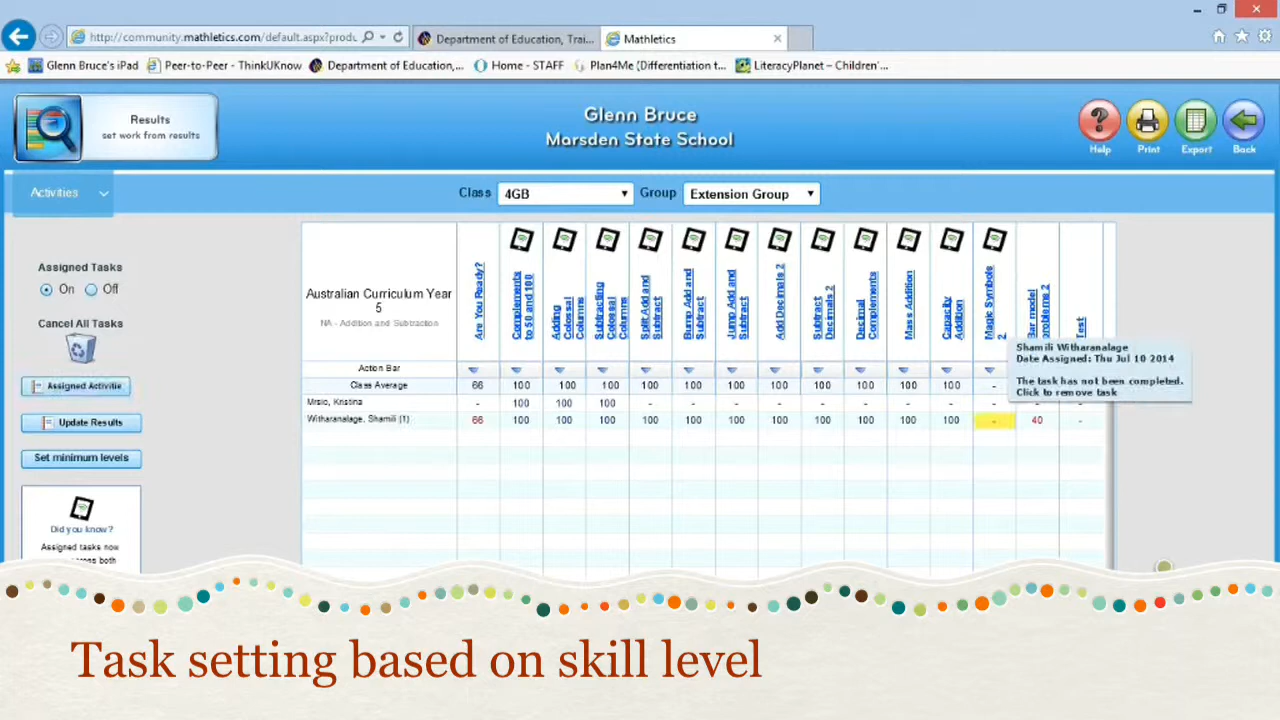 http://community.mathletics.com/default.aspx?produ
Department of Education, Trai...
Mathletics
Glenn Bruce's iPad
Peer-to-Peer - ThinkUKnow
Department of Education,...
Home - STAFF
Plan4Me (Differentiation t...
LiteracyPlanet – Children'...
Results
set work from results
Glenn Bruce
Marsden State School
Help
Print
Export
Back
Activities
Class 4GB Group Extension Group
Assigned Tasks
On Off
Cancel All Tasks
Assigned Activitie
Update Results
Set minimum levels
Did you know?
Assigned tasks now
both
Australian Curriculum Year
5
NA - Addition and Subtraction
Are You Ready?
Complements
to 50 and 100
Adding
Colossal
Columns
Subtracting
Colossal
Columns
Split Add and
Subtract
Bump Add and
Subtract
Jump Add and
Subtract
Add Decimals 2
Subtract
Decimals 2
Decimal
Complements
Mass Addition
Capacity
Addition
Magic Symbols
2
Bar model
problems 2
Test
Action Bar
Class Average 66 100 100 100 100 100 100 100 100 100 100 100 -
Mrsic, Kristina - 100 100 100 - - - - - - - - - - -
Witharanalage, Shamili (1) 66 100 100 100 100 100 100 100 100 100 100 100 - 40 -
Shamili Witharanalage
Date Assigned: Thu Jul 10 2014
The task has not been completed.
Click to remove task
Task setting based on skill level